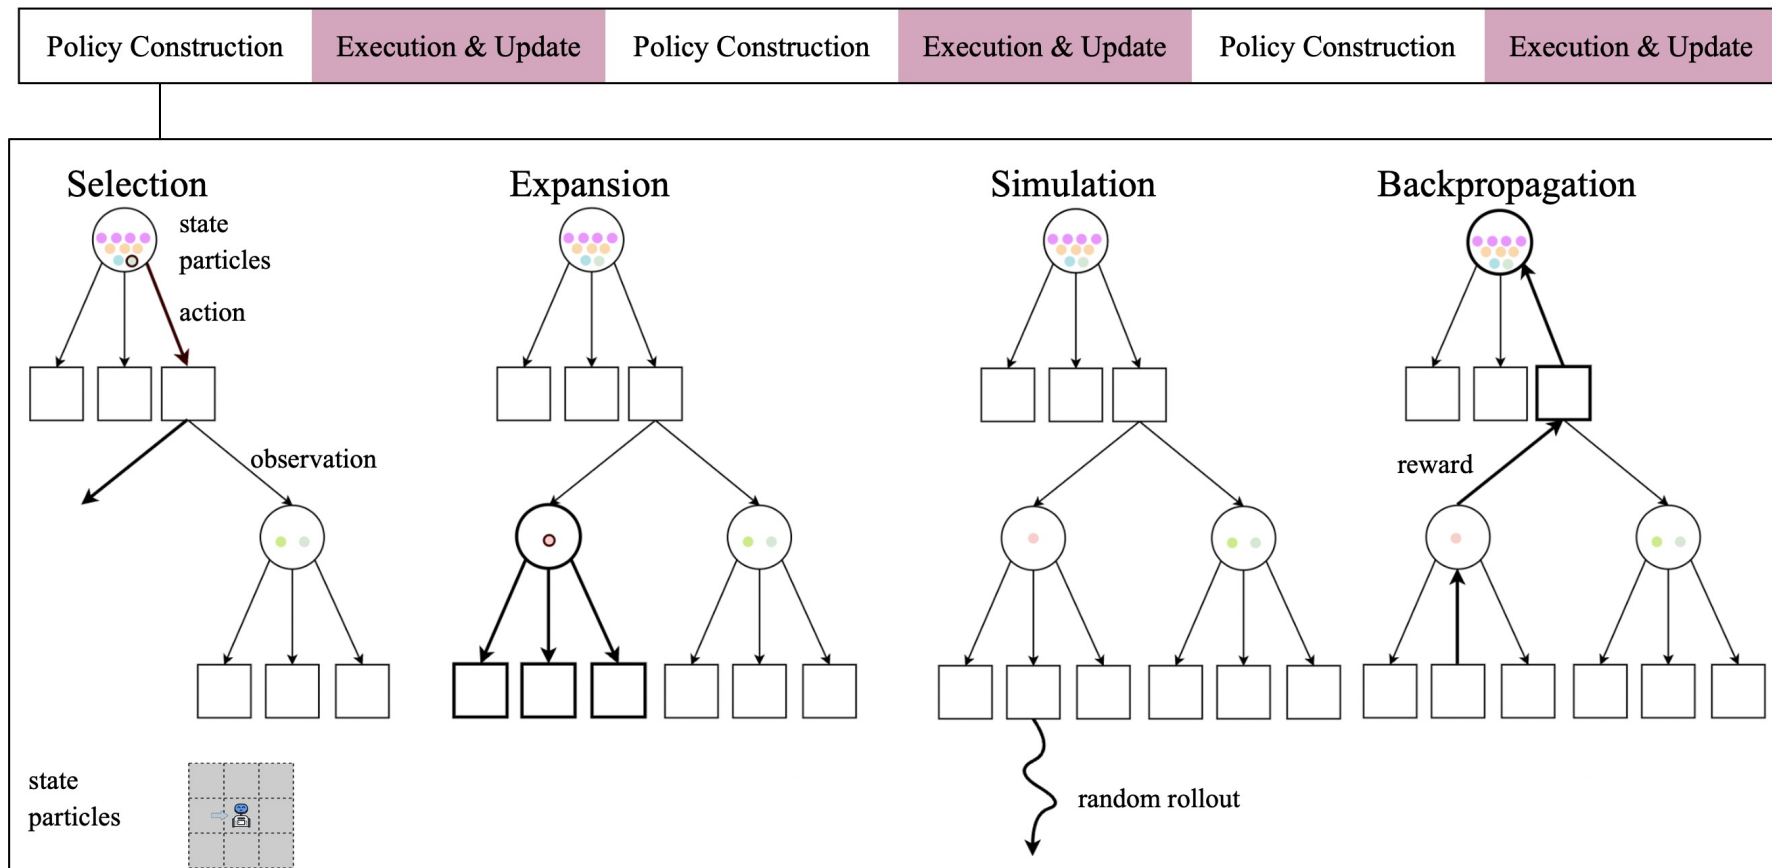 Policy Construction
Execution & Update
Policy Construction
Execution & Update
Policy Construction
Execution & Update
Selection
Expansion
Simulation
Backpropagation
state
particles
action
observation
reward
state
particles
random rollout